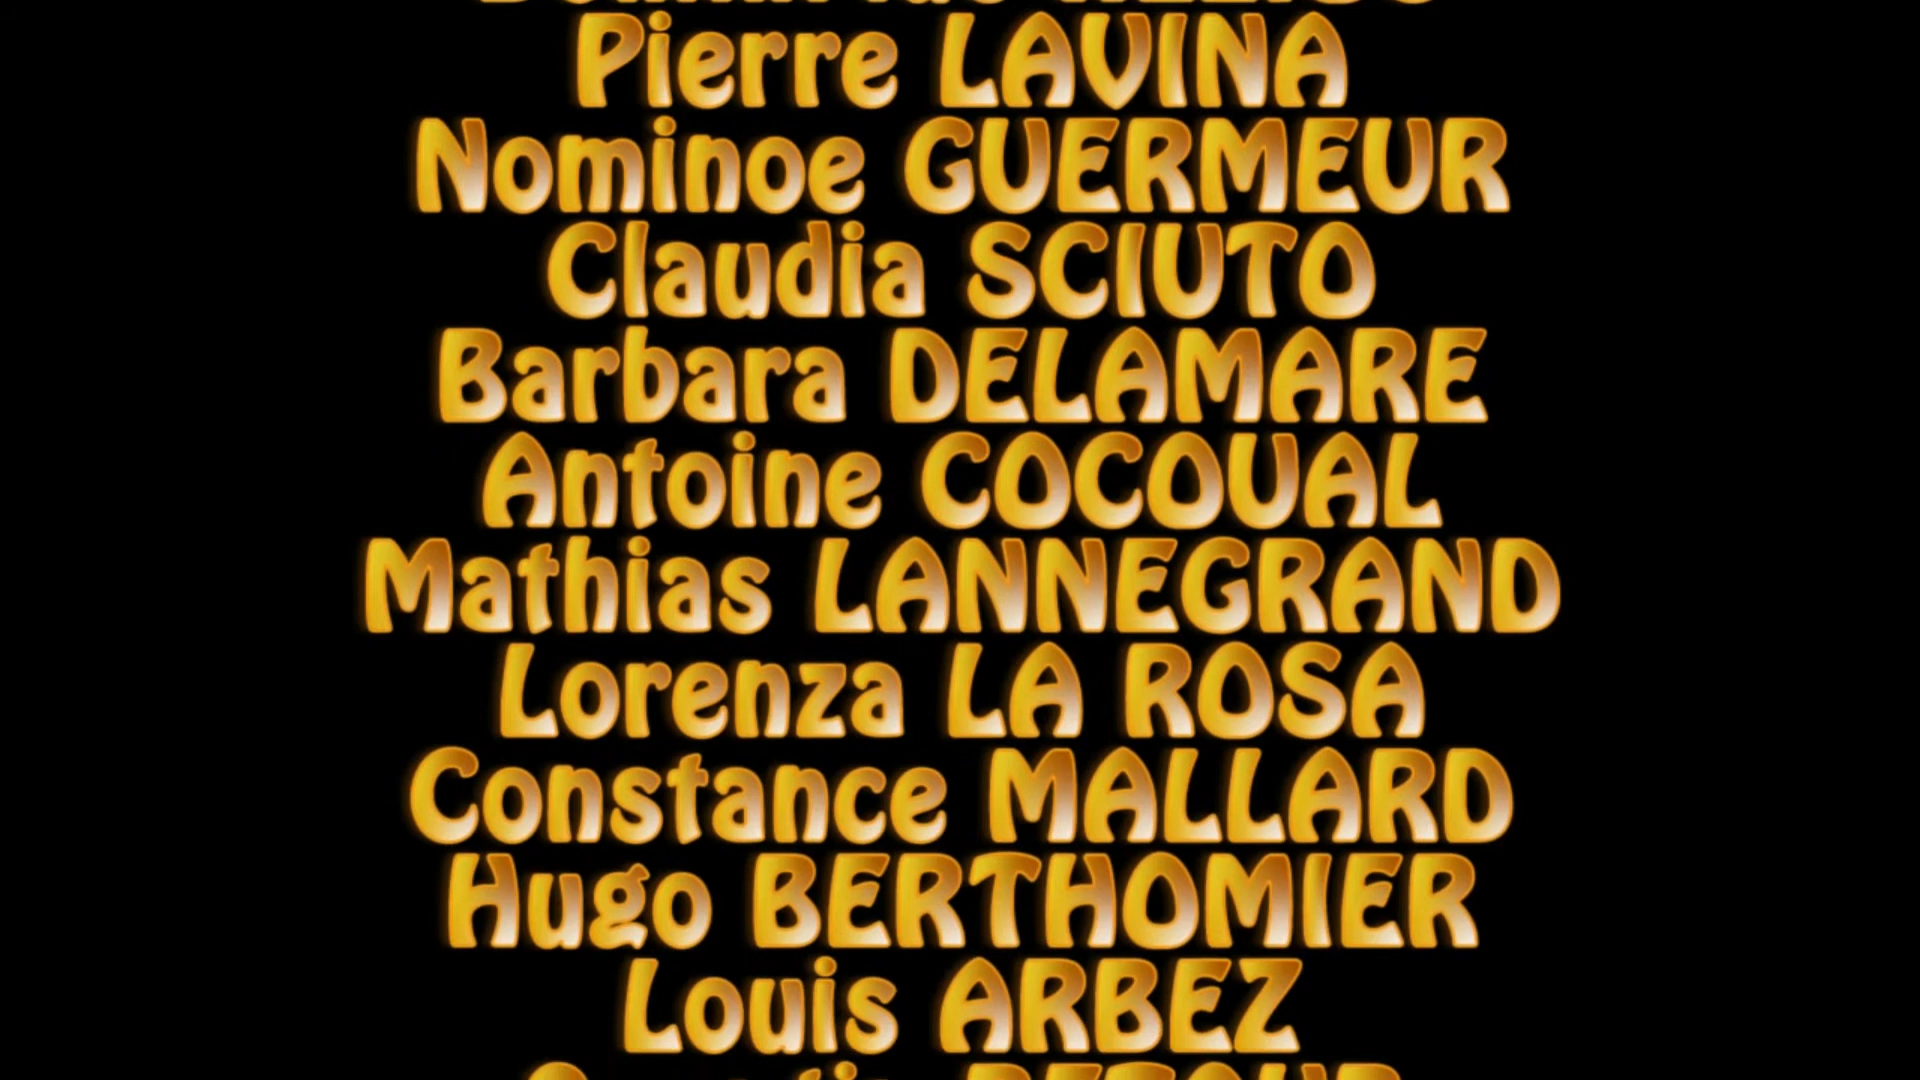 Pierre LAVINA
Nominoe GUERMEUR
Claudia SCIUTO
Barbara DELAMARE
Antoine COCOUAL
Mathias LANNEGRAND
Lorenza LA ROSA
Constance MALLARD
Hugo BERTHOMIER
Louis ARBEZ